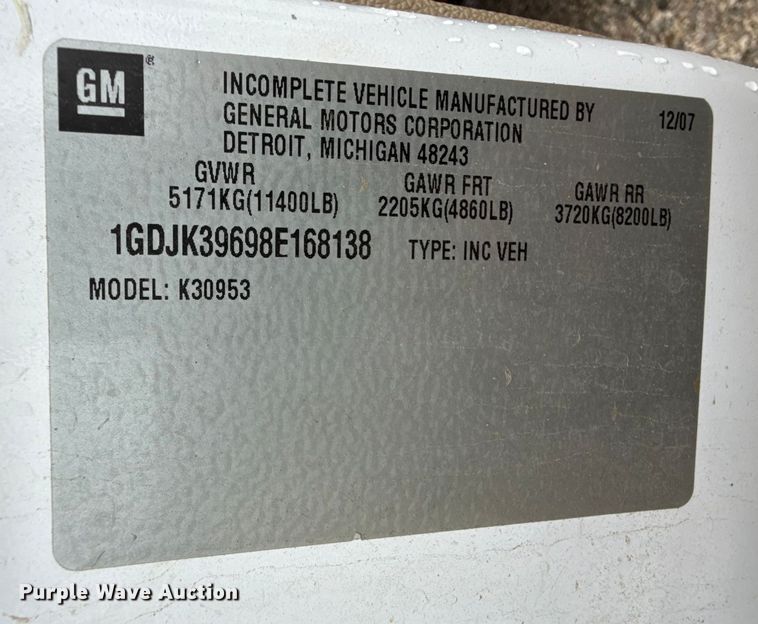 GM ®
INCOMPLETE VEHICLE MANUFACTURED BY 12/07
GENERAL MOTORS CORPORATION
DETROIT, MICHIGAN 48243
GVWR GAWR FRT GAWR RR
5171KG(11400LB) 2205KG(4860LB) 3720KG(8200LB)
1GDJK39698E168138 TYPE: INC VEH
MODEL: K30953
Purple Wave Auction